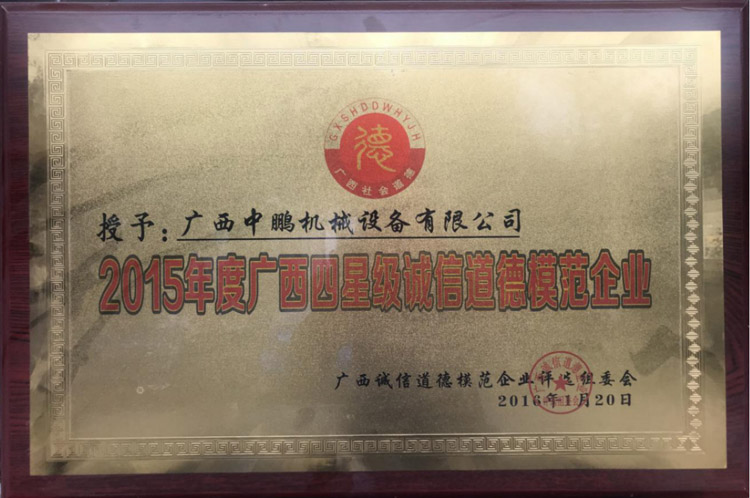 GXSHDDWHYJH
德
广西社会道德
授予：广西中鹏机械设备有限公司
2015年度广西四星级诚信道德模范企业
广西诚信道德模范企业评选组委会
2016年1月20日